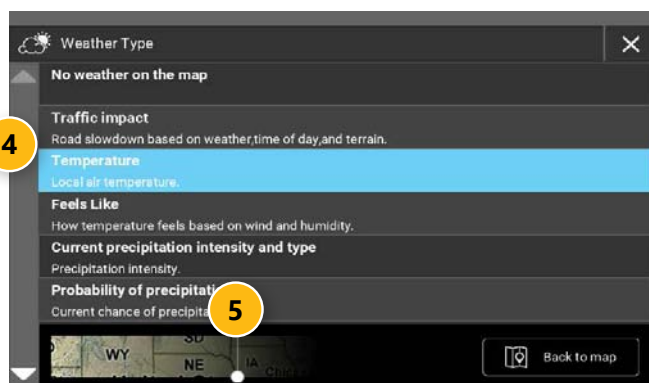 Weather Type
No weather on the map
Traffic impact
Road slowdown based on weather,time of day,and terrain.
4
Temperature
Local air temperature.
Feels Like
How temperature feels based on wind and humidity.
Current precipitation intensity and type
Precipitation intensity.
Probability of
5
Current chance of
SD
WY
NE
IA
Back to map